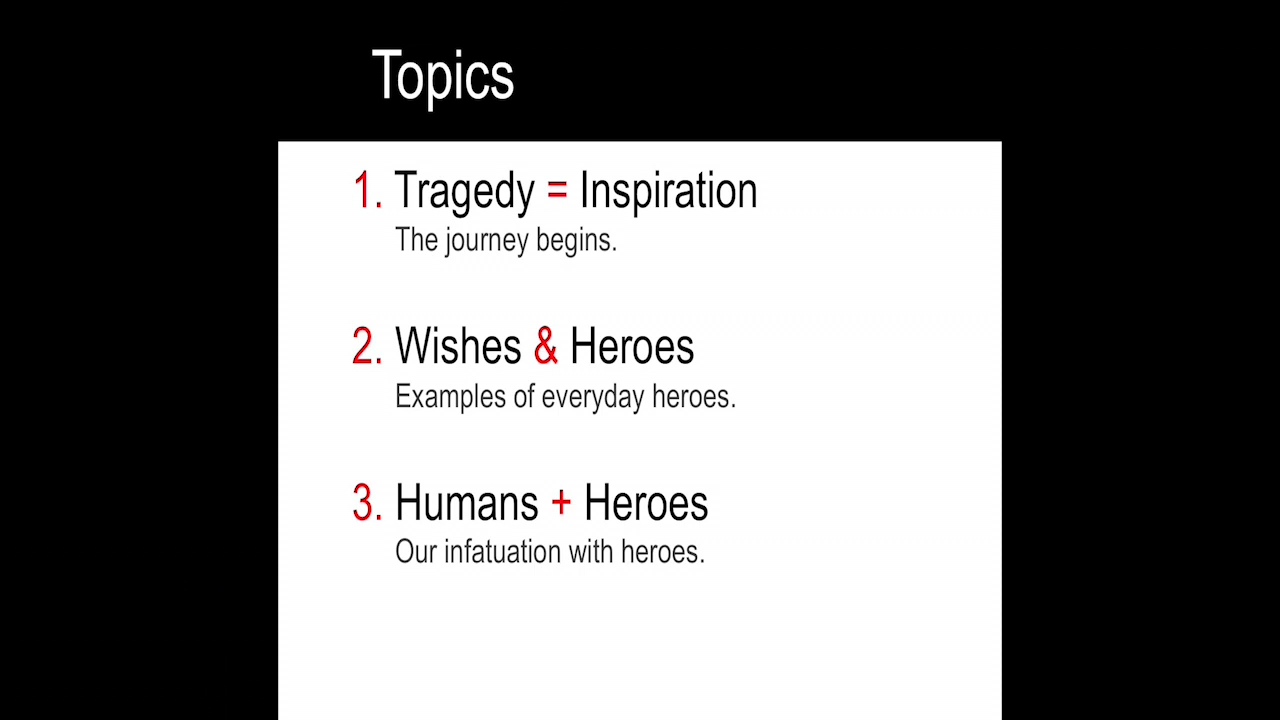 Topics
1. Tragedy = Inspiration
The journey begins.
2. Wishes & Heroes
Examples of everyday heroes.
3. Humans + Heroes
Our infatuation with heroes.